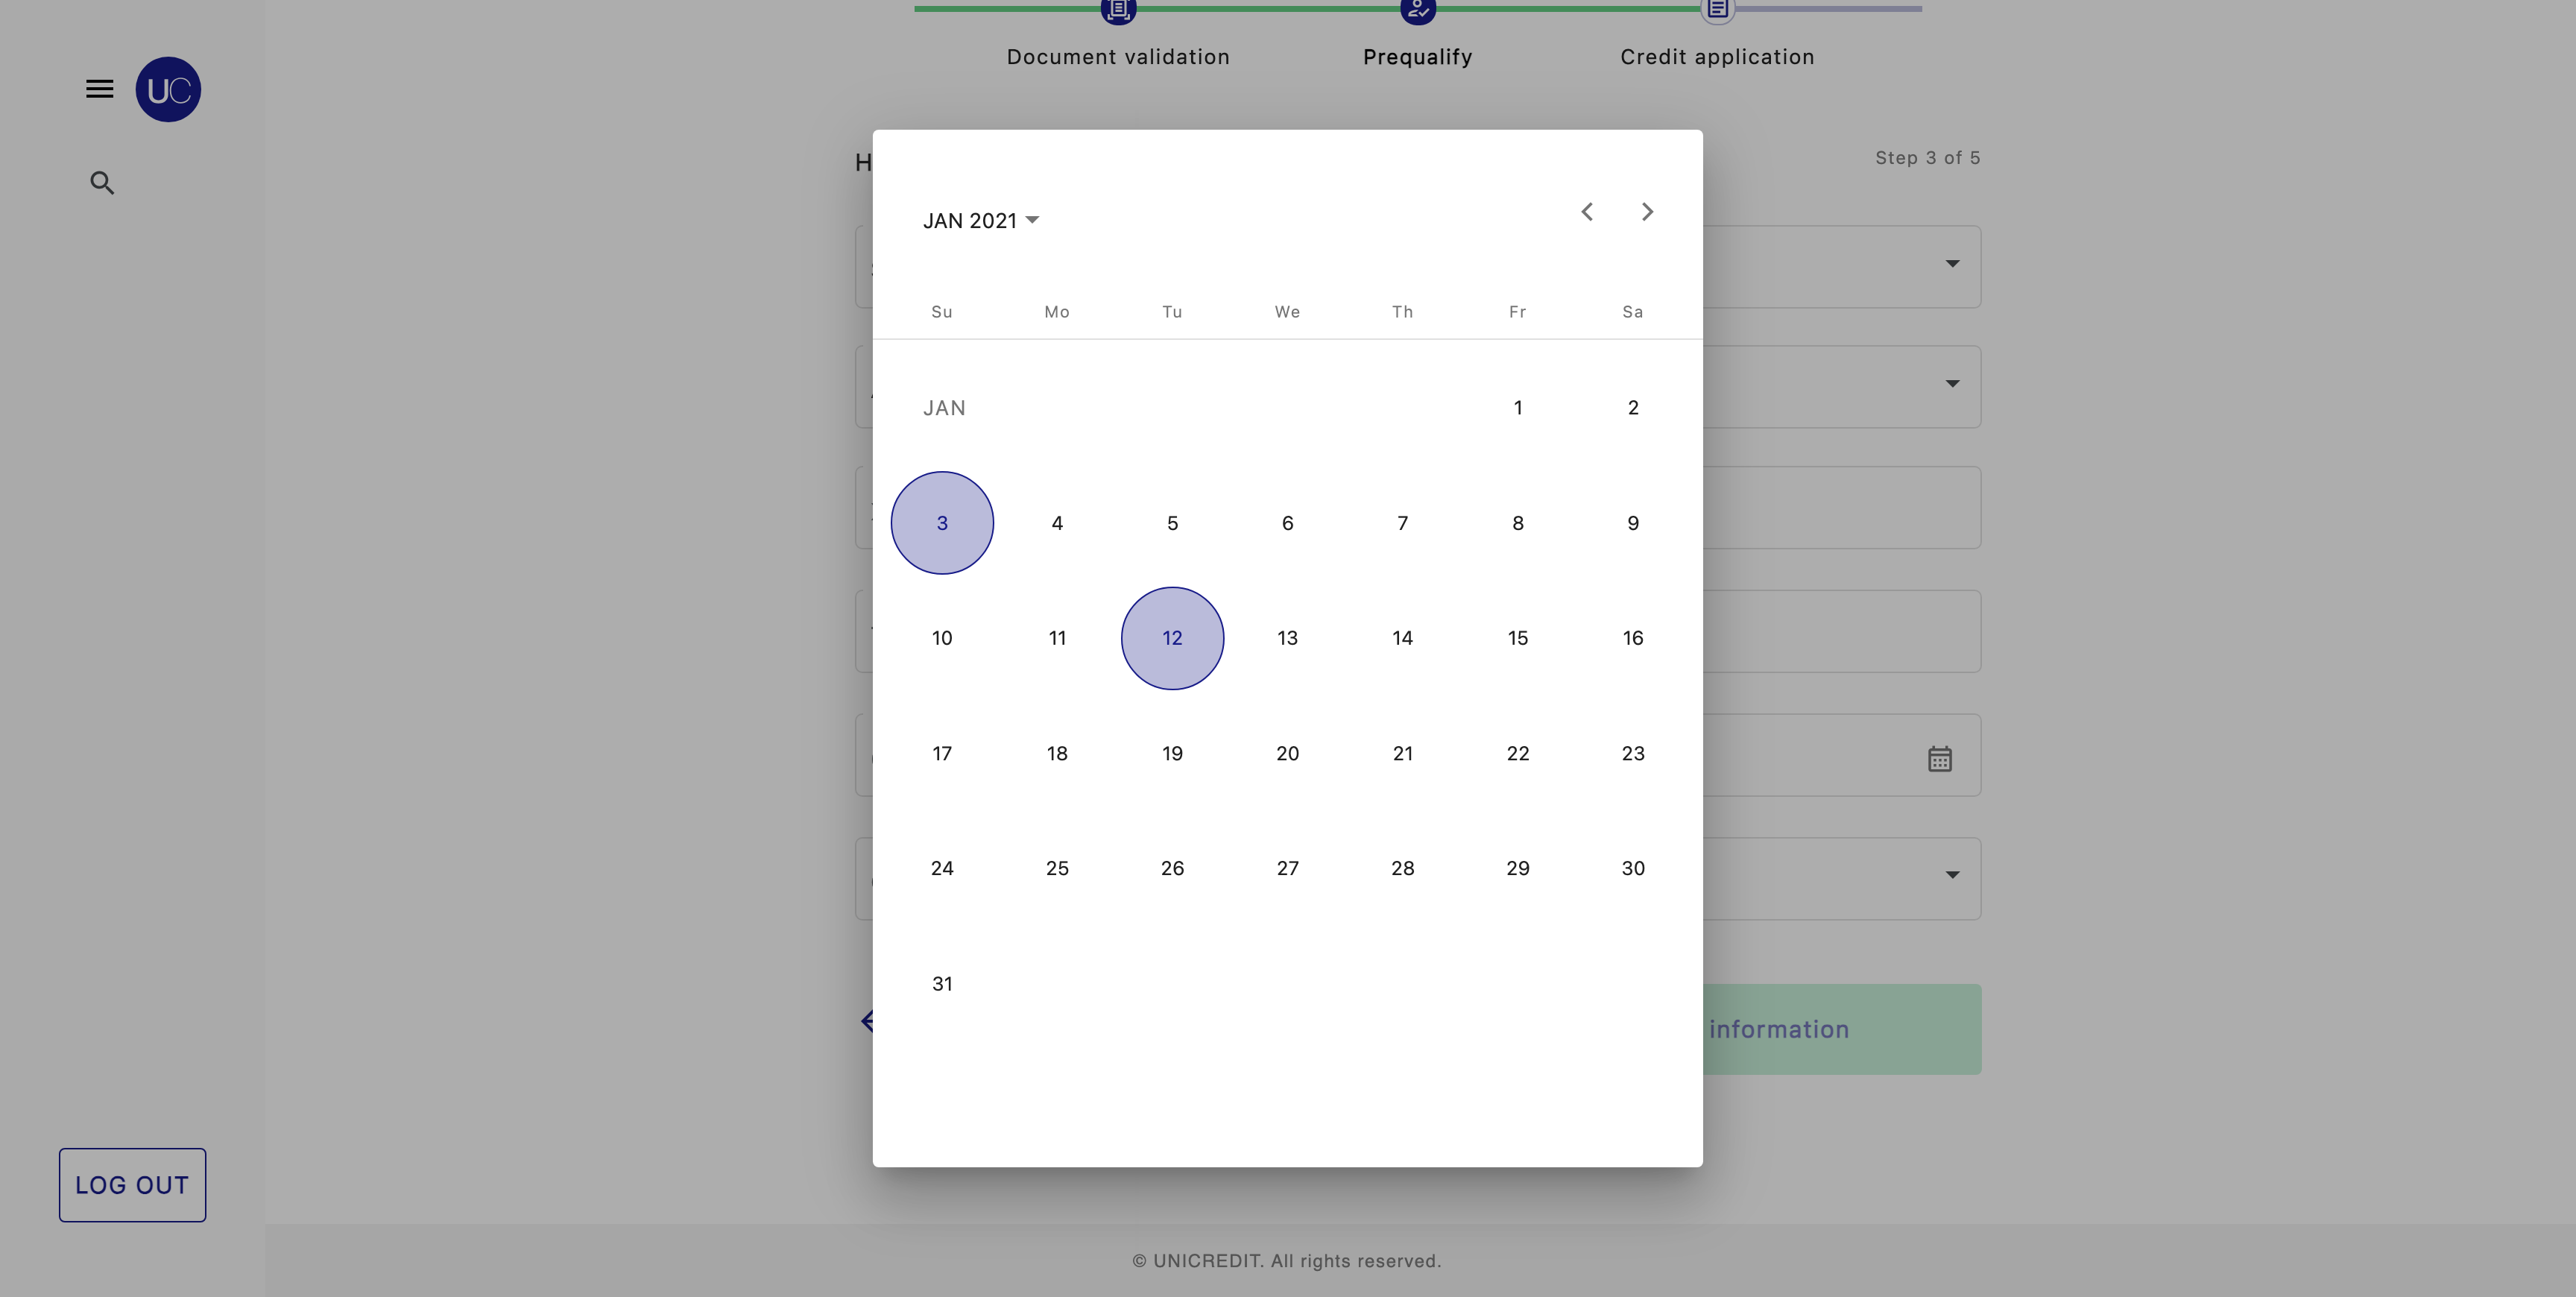 Document validation
Prequalify
Credit application
UC
H
Step 3 of 5
JAN 2021
Su Mo Tu We Th Fr Sa
JAN 1 2
3 4 5 6 7 8 9
10 11 12 13 14 15 16
17 18 19 20 21 22 23
24 25 26 27 28 29 30
31
information
LOG OUT
© UNICREDIT. All rights reserved.